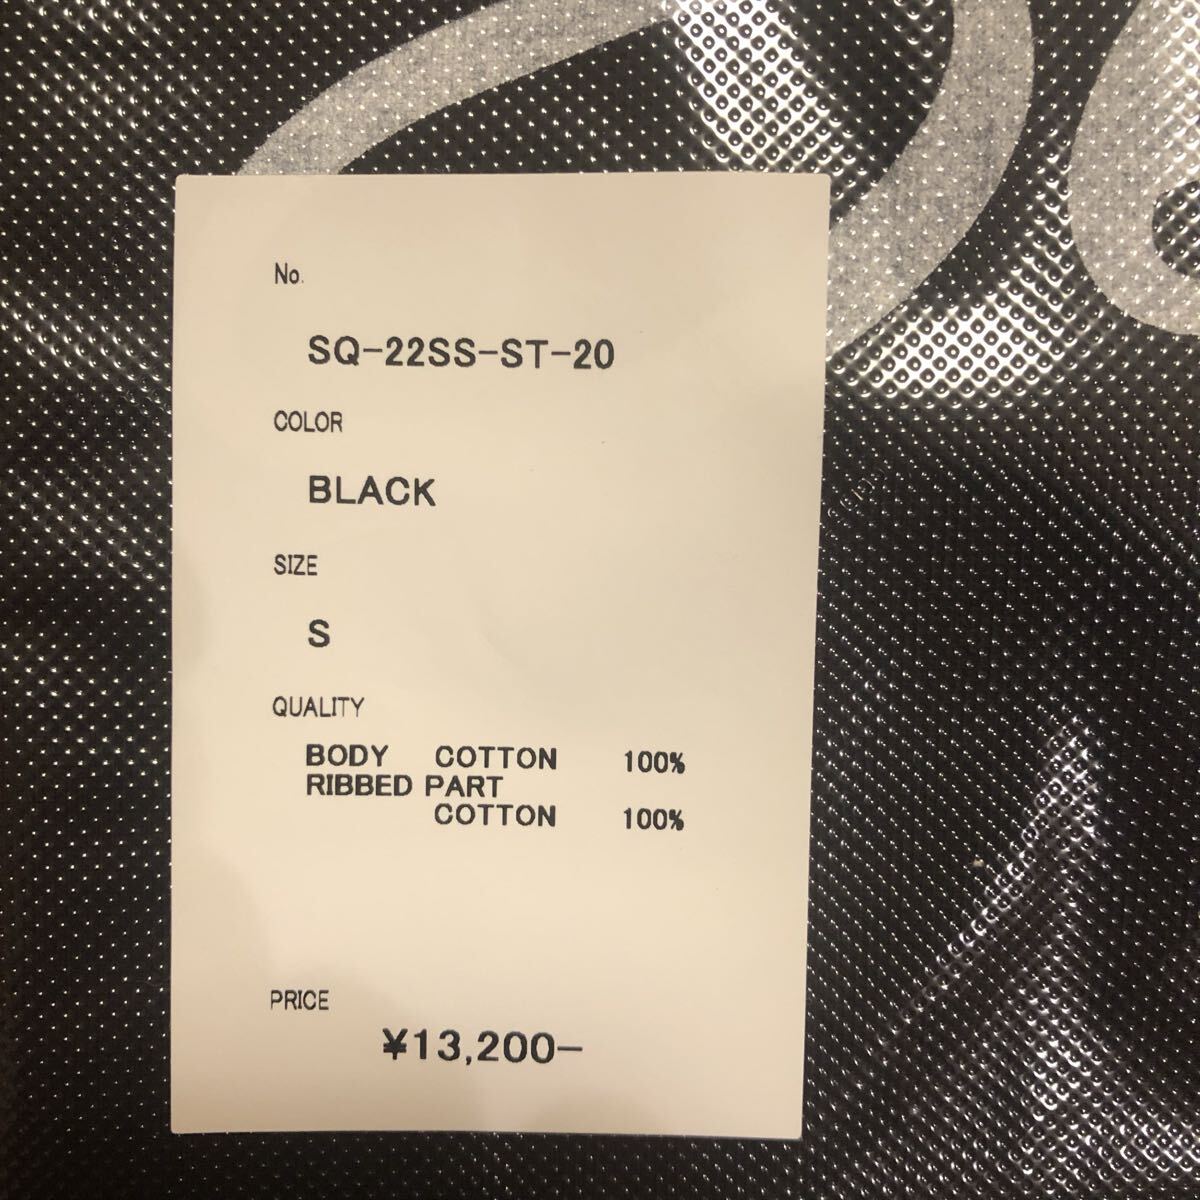 No.
SQ-22SS-ST-20
COLOR
BLACK
SIZE
S
QUALITY
BODY COTTON 100%
RIBBED PART
COTTON 100%
PRICE
¥13,200-